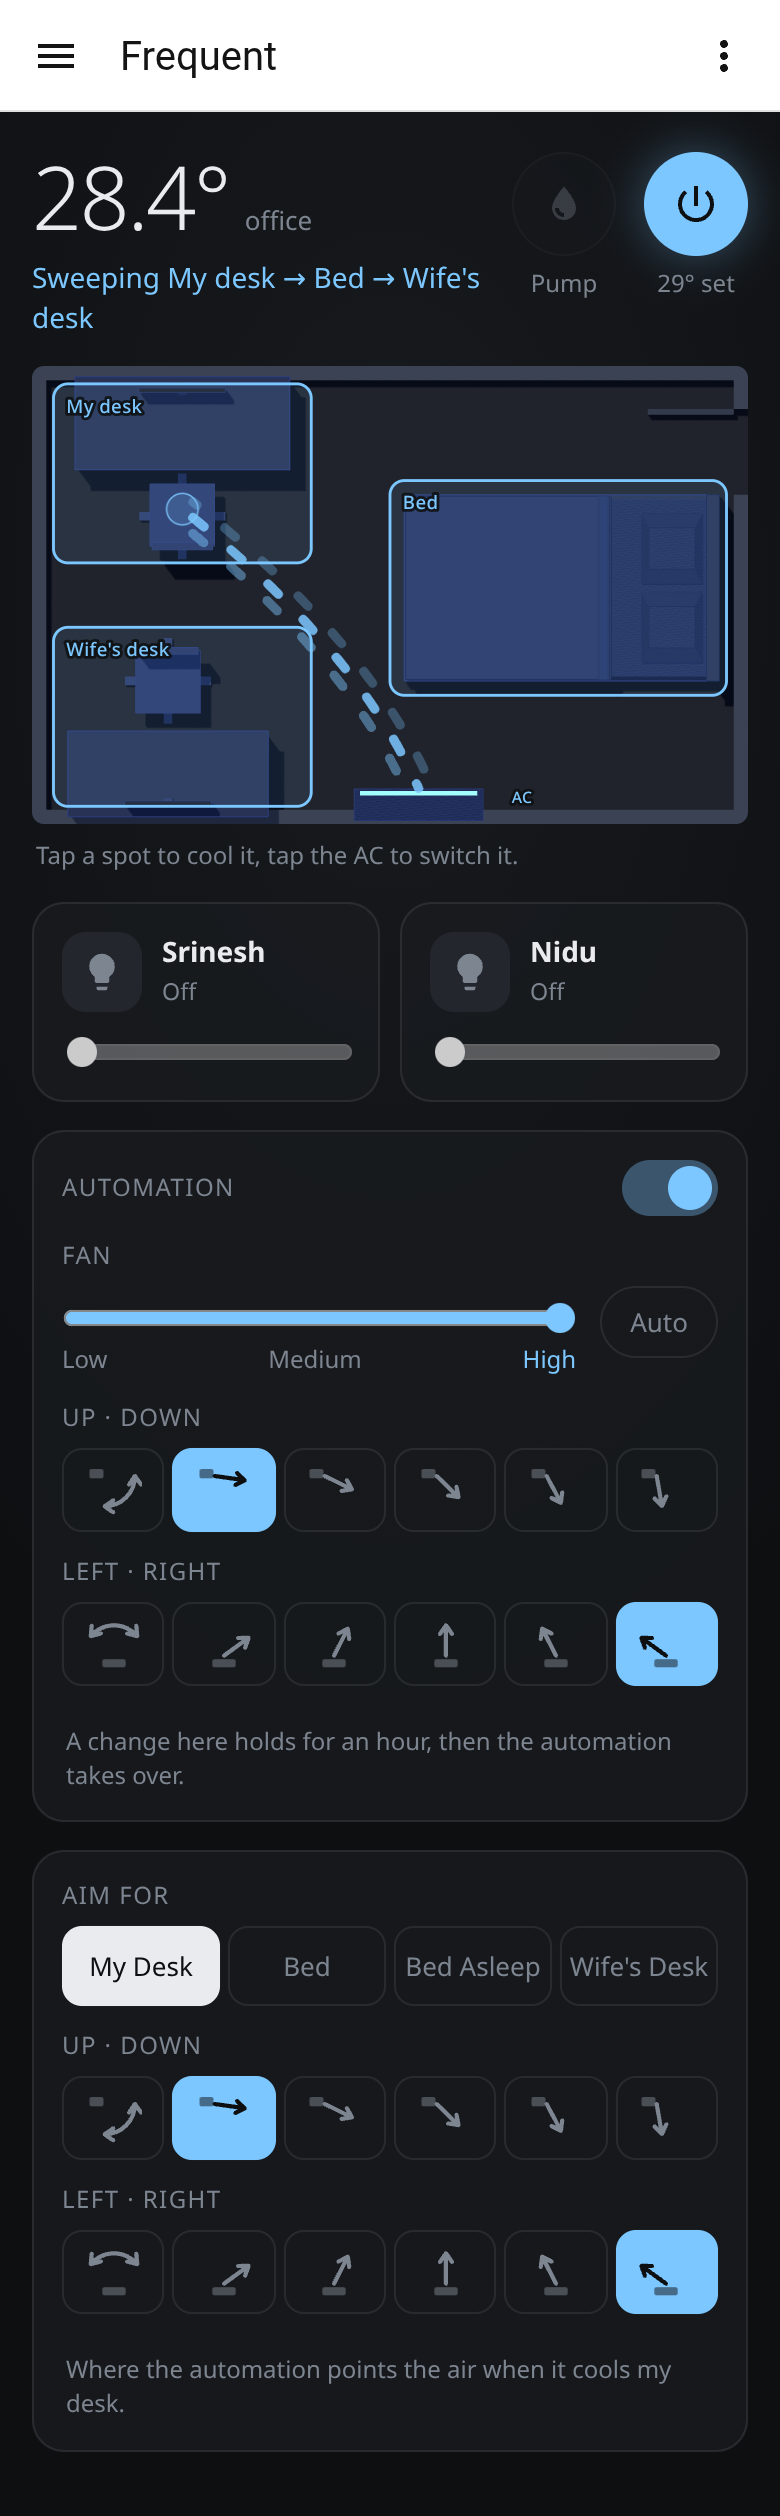 Frequent
28.4° office
Sweeping My desk → Bed → Wife's
desk
Pump
29° set
My desk
Bed
Wife's desk
AC
Tap a spot to cool it, tap the AC to switch it.
Srinesh
Off
Nidu
Off
AUTOMATION
FAN
Auto
Low Medium High
UP · DOWN
LEFT · RIGHT
A change here holds for an hour, then the automation
takes over.
AIM FOR
My Desk Bed Bed Asleep Wife's Desk
UP · DOWN
LEFT · RIGHT
Where the automation points the air when it cools my
desk.